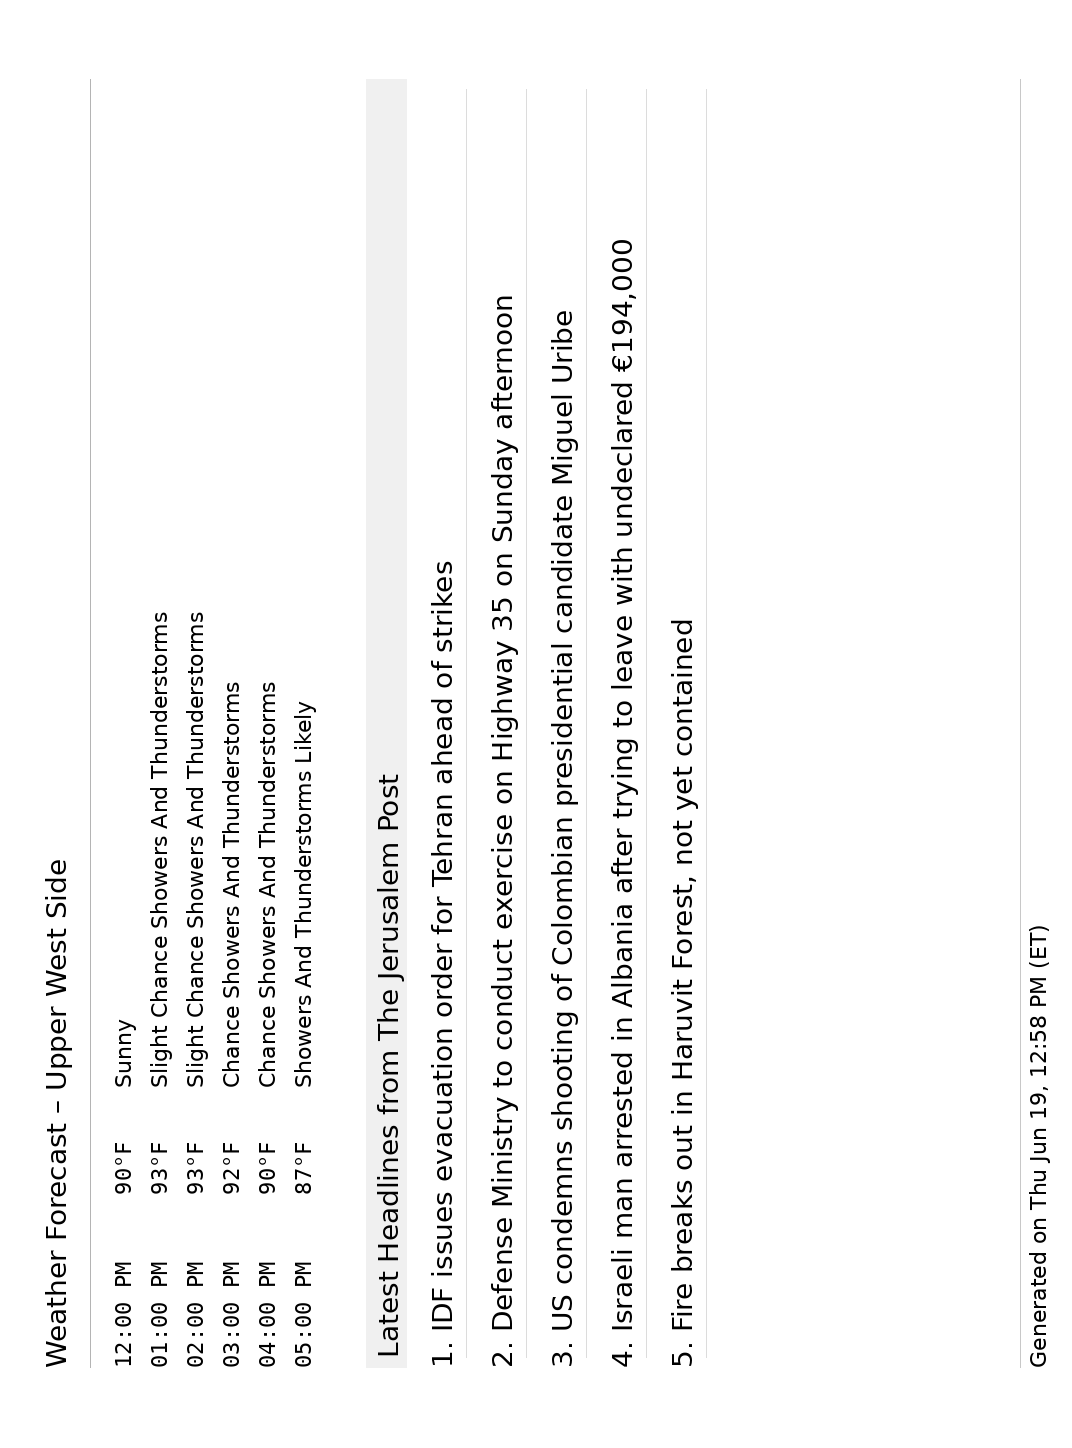 Weather Forecast – Upper West Side
12:00 PM 90°F Sunny
01:00 PM 93°F Slight Chance Showers And Thunderstorms
02:00 PM 93°F Slight Chance Showers And Thunderstorms
03:00 PM 92°F Chance Showers And Thunderstorms
04:00 PM 90°F Chance Showers And Thunderstorms
05:00 PM 87°F Showers And Thunderstorms Likely
Latest Headlines from The Jerusalem Post
1. IDF issues evacuation order for Tehran ahead of strikes
2. Defense Ministry to conduct exercise on Highway 35 on Sunday afternoon
3. US condemns shooting of Colombian presidential candidate Miguel Uribe
4. Israeli man arrested in Albania after trying to leave with undeclared €194,000
5. Fire breaks out in Haruvit Forest, not yet contained
Generated on Thu Jun 19, 12:58 PM (ET)